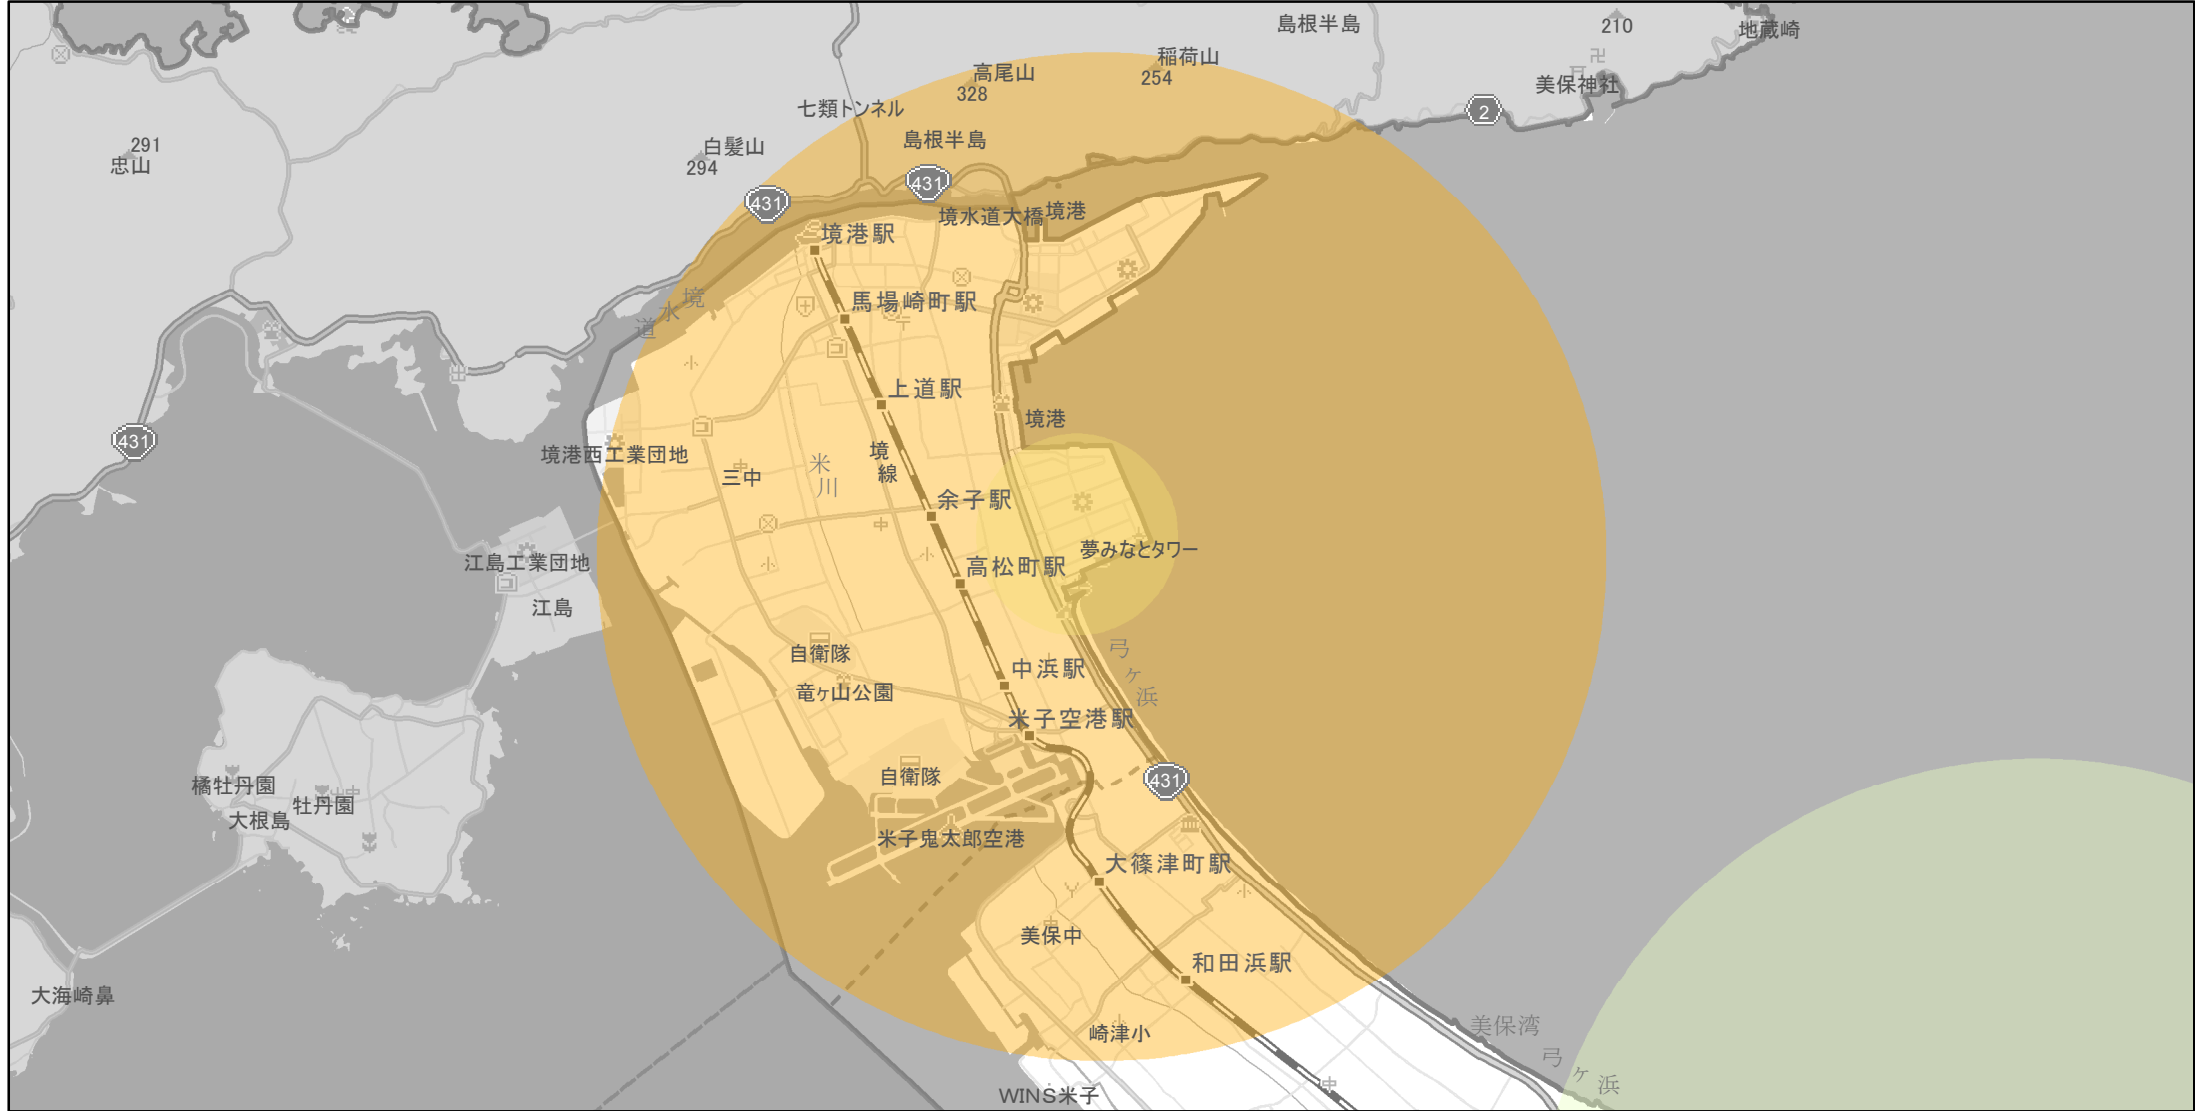 島根半島
210
地蔵崎
稲荷山
254
高尾山
328
美保神社
2
七類トンネル
島根半島
291
忠山
白髪山
294
431
431
境水道大橋
境港
境港駅
境水道
馬場崎町駅
上道駅
境港
431
境港西工業団地
境線
三中
米川
余子駅
夢みなとタワー
高松町駅
江島工業団地
江島
自衛隊
弓ヶ浜
中浜駅
竜ヶ山公園
米子空港駅
431
自衛隊
橘牡丹園
牡丹園
大根島
米子鬼太郎空港
大篠津町駅
美保中
和田浜駅
大海崎鼻
崎津小
美保湾
弓ヶ浜
WINS米子